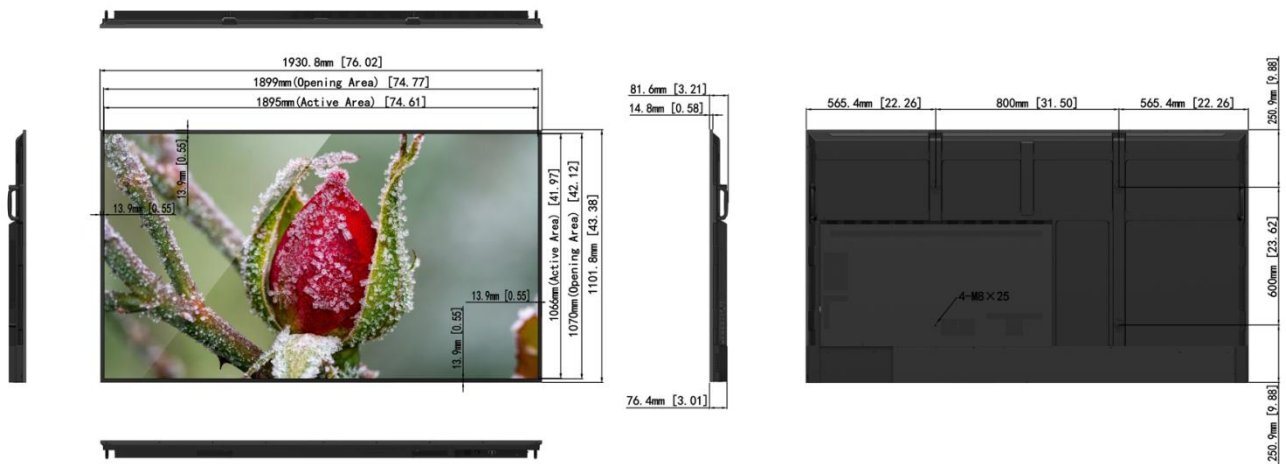 1930.8mm [76.02]
1899mm(Opening Area) [74.77]
1895mm(Active Area) [74.61]
13.9mm [0.55]
13.9mm [0.55]
13.9mm [0.55]
13.9mm [0.55]
1066mm(Active Area) [41.97]
1070mm(Opening Area) [42.12]
1101.8mm [43.38]
81.6mm [3.21]
14.8mm [0.58]
76.4mm [3.01]
565.4mm [22.26]
800mm [31.50]
565.4mm [22.26]
250.9mm [9.88]
600mm [23.62]
250.9mm [9.88]
4-M8×25